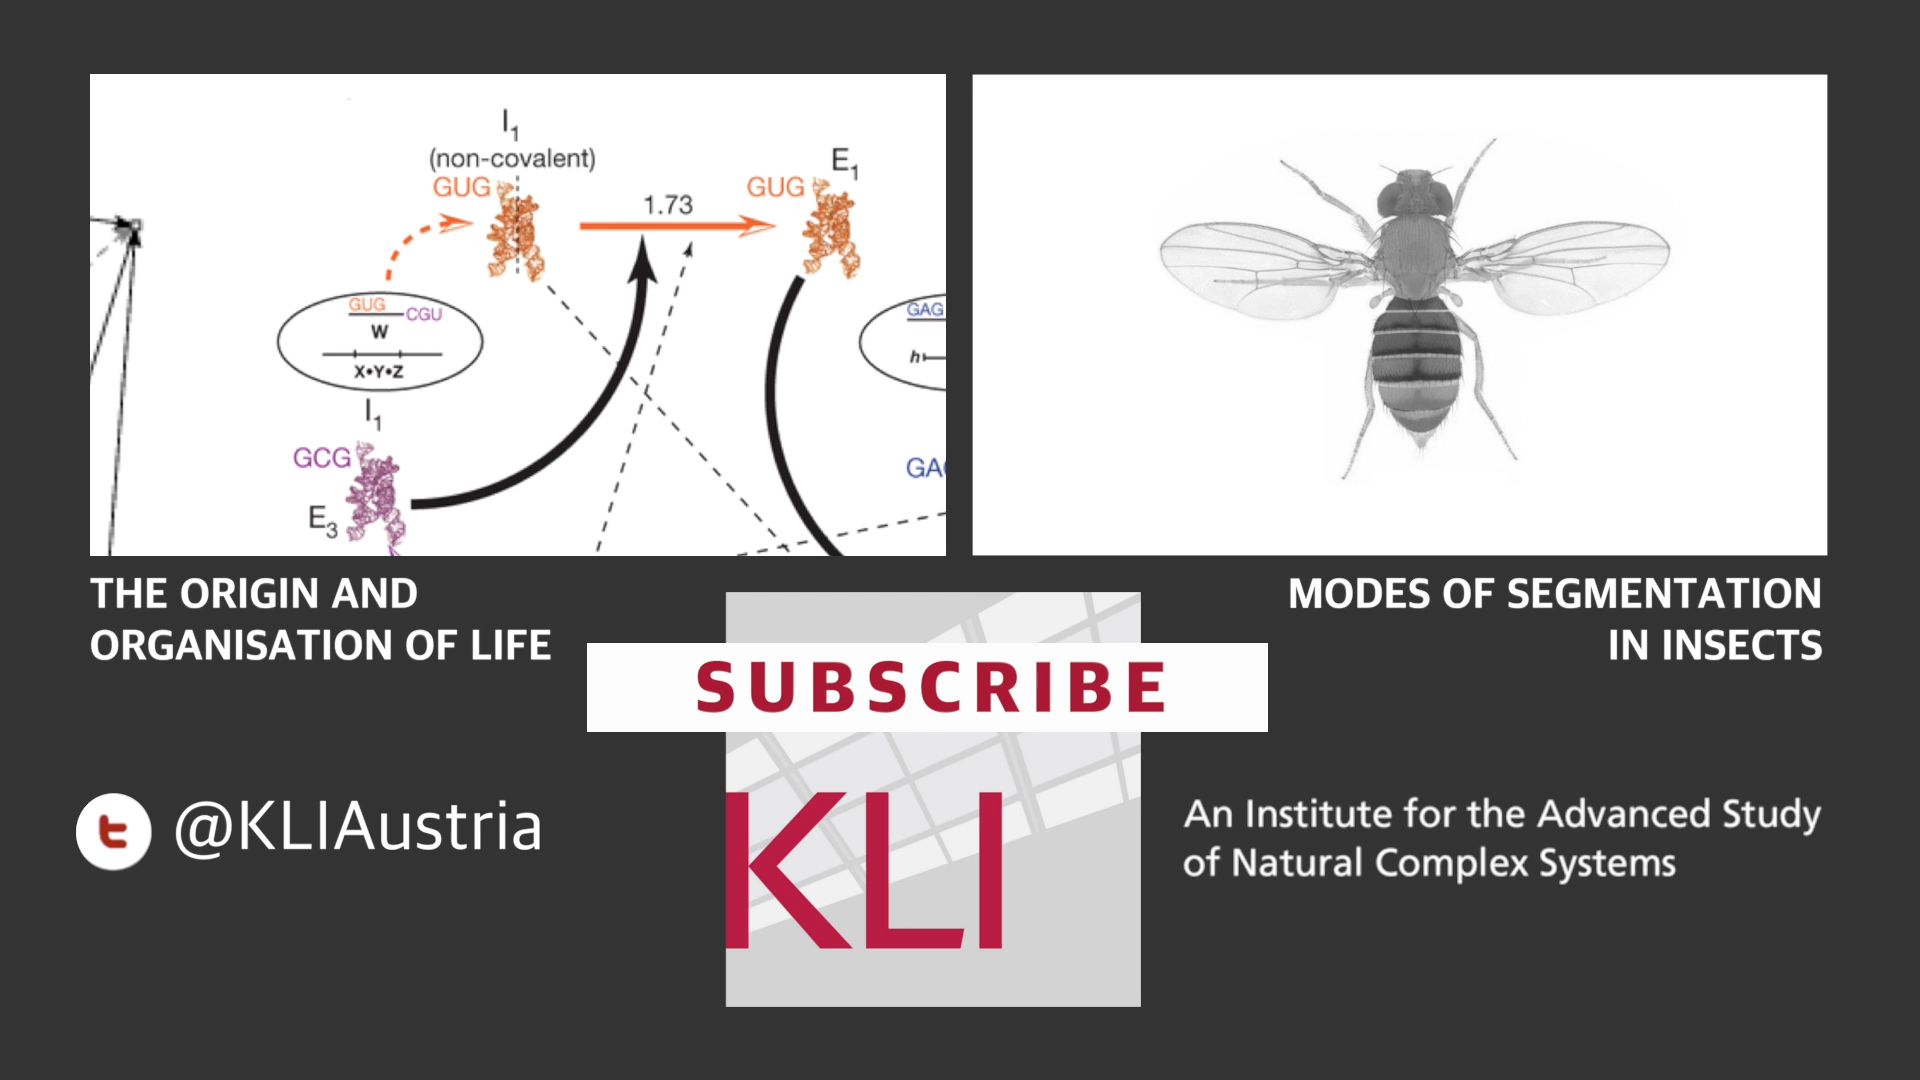 I1
(non-covalent)
GUG
1.73
GUG
E1
GUG
CGU
W
X•Y•Z
I1
GCG
E3
GAG
h
THE ORIGIN AND
ORGANISATION OF LIFE
MODES OF SEGMENTATION
IN INSECTS
SUBSCRIBE
@KLIAustria
KLI
An Institute for the Advanced Study
of Natural Complex Systems